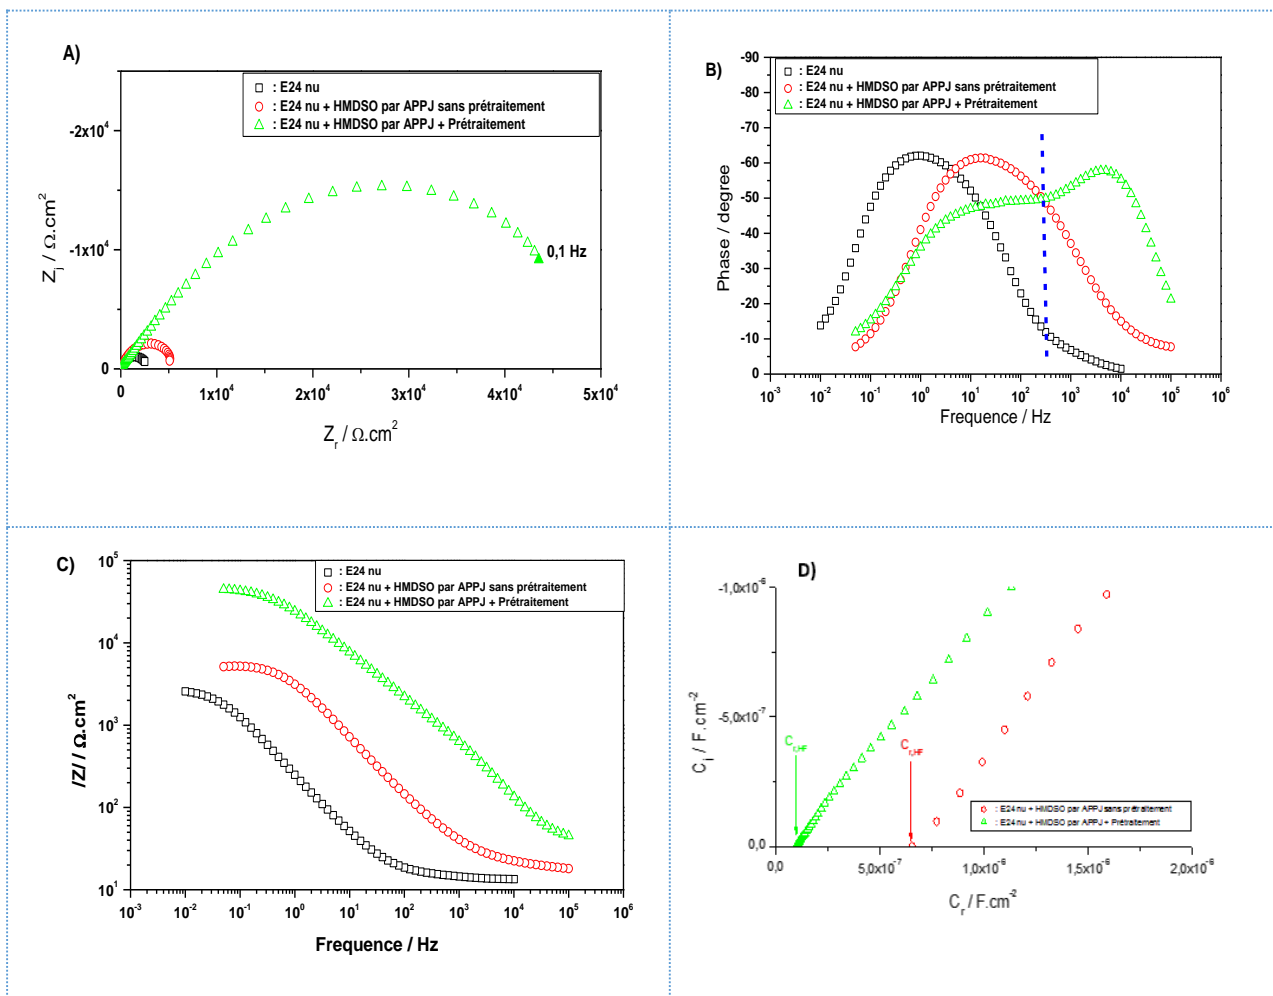 A)
: E24 nu
: E24 nu + HMDSO par APPJ sans prétraitement
: E24 nu + HMDSO par APPJ + Prétraitement
-2x10⁴
-1x10⁴
0
Zⱼ / Ω.cm²
0,1 Hz
0 1x10⁴ 2x10⁴ 3x10⁴ 4x10⁴ 5x10⁴
Zᵣ / Ω.cm²
B)
: E24 nu
: E24 nu + HMDSO par APPJ sans prétraitement
: E24 nu + HMDSO par APPJ + Prétraitement
-90
-80
-70
-60
-50
-40
-30
-20
-10
0
Phase / degree
10⁻³ 10⁻² 10⁻¹ 10⁰ 10¹ 10² 10³ 10⁴ 10⁵ 10⁶
Frequence / Hz
C)
: E24 nu
: E24 nu + HMDSO par APPJ sans prétraitement
: E24 nu + HMDSO par APPJ + Prétraitement
10⁵
10⁴
10³
10²
10¹
/Z/ / Ω.cm²
10⁻³ 10⁻² 10⁻¹ 10⁰ 10¹ 10² 10³ 10⁴ 10⁵ 10⁶
Frequence / Hz
D)
-1,0x10⁻⁶
-5,0x10⁻⁷
0,0
Cᵢ / F.cm⁻²
C r,HF
C r,HF
: E24 nu + HMDSO par APPJ sans prétraitement
: E24 nu + HMDSO par APPJ + Prétraitement
0,0 5,0x10⁻⁷ 1,0x10⁻⁶ 1,5x10⁻⁶ 2,0x10⁻⁶
Cᵣ / F.cm⁻²